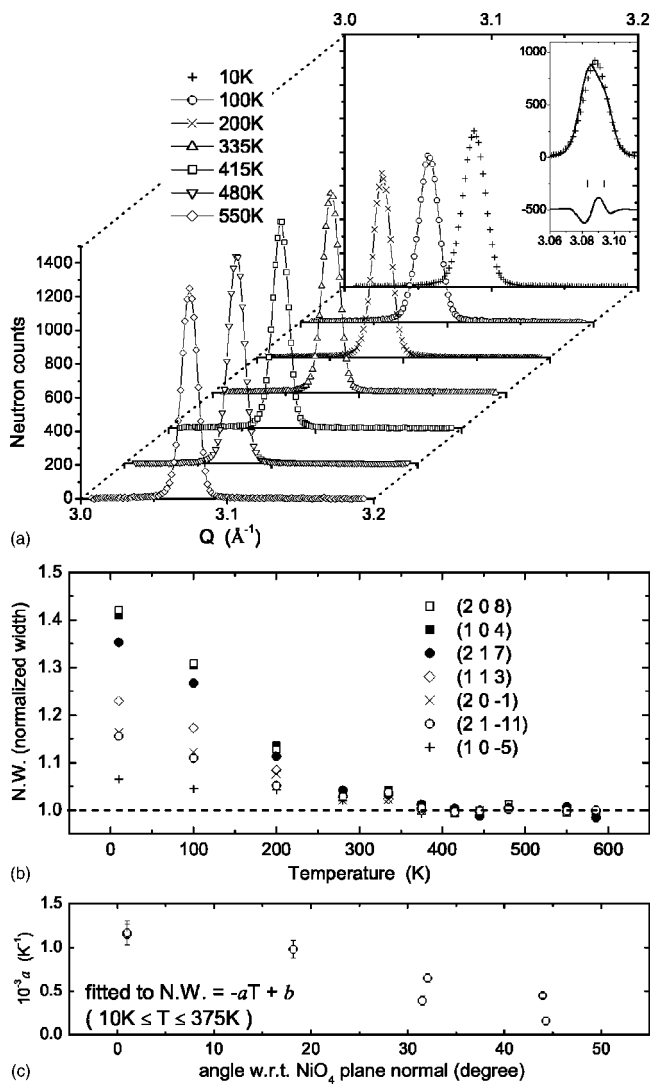 3.0 3.1 3.2
10K
100K
200K
335K
415K
480K
550K
1000
500
0
-500
3.06 3.08 3.10
1400
1200
1000
800
600
400
200
0
3.0 3.1 3.2
Neutron counts
Q (Å⁻¹)
(a)
1.5
1.4
1.3
1.2
1.1
1.0
N.W. (normalized width)
(2 0 8)
(1 0 4)
(2 1 7)
(1 1 3)
(2 0 -1)
(2 1 -11)
(1 0 -5)
0 100 200 300 400 500 600
Temperature (K)
(b)
1.5
1.0
0.5
0.0
10⁻³a (K⁻¹)
fitted to N.W. = -aT + b
( 10K ≤ T ≤ 375K )
0 10 20 30 40 50
angle w.r.t. NiO₄ plane normal (degree)
(c)